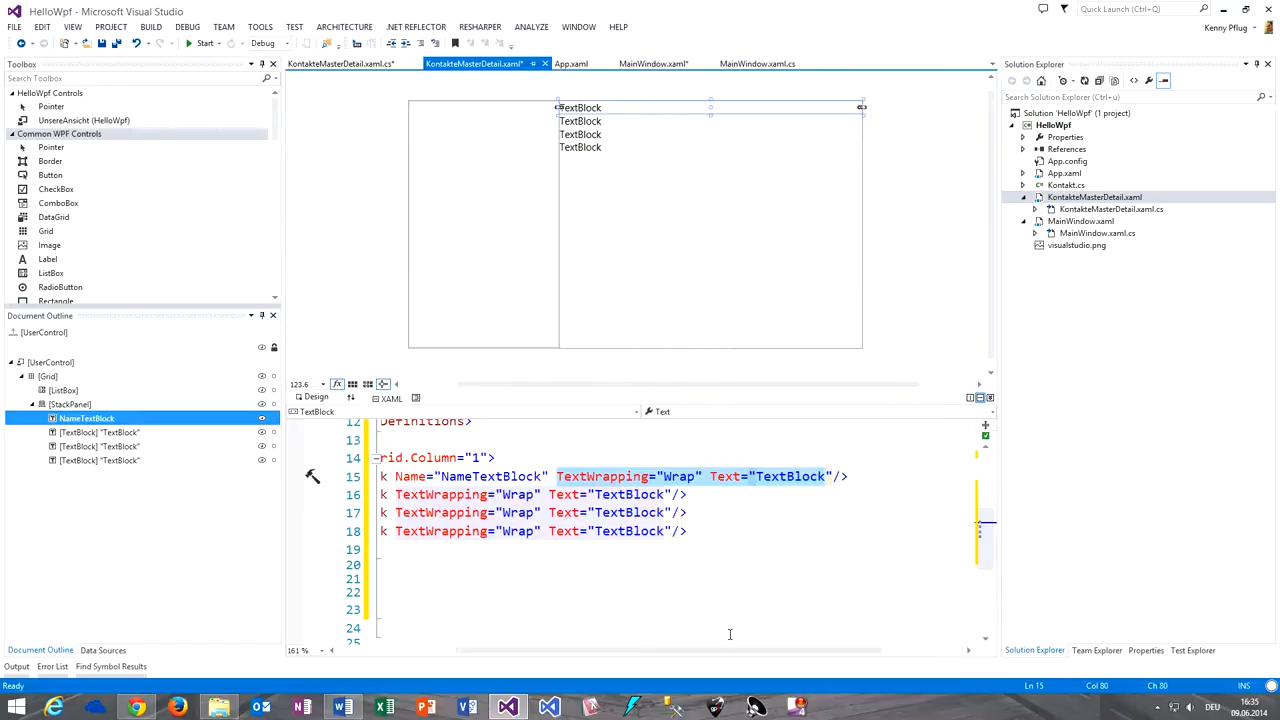 HelloWpf - Microsoft Visual Studio
Quick Launch (Ctrl+Q)
FILE EDIT VIEW PROJECT BUILD DEBUG TEAM TOOLS TEST ARCHITECTURE .NET REFLECTOR RESHARPER ANALYZE WINDOW HELP
Kenny Pflug
Start Debug
Toolbox
KontakteMasterDetail.xaml.cs* KontakteMasterDetail.xaml* App.xaml MainWindow.xaml* MainWindow.xaml.cs
Solution Explorer
Search Toolbox
HelloWpf Controls
Pointer
UnsereAnzeige (HelloWpf)
Common WPF Controls
Pointer
Border
Button
CheckBox
ComboBox
DataGrid
Grid
Image
Label
ListBox
RadioButton
Rectangle
TextBlock
TextBlock
TextBlock
TextBlock
Search Solution Explorer (Ctrl+ü)
Solution 'HelloWpf' (1 project)
HelloWpf
Properties
References
App.config
App.xaml
Kontakt.cs
KontakteMasterDetail.xaml
KontakteMasterDetail.xaml.cs
MainWindow.xaml
MainWindow.xaml.cs
visualstudio.png
Document Outline
[UserControl]
[UserControl]
[Grid]
[ListBox]
[StackPanel]
NameTextBlock
[TextBlock] "TextBlock"
[TextBlock] "TextBlock"
[TextBlock] "TextBlock"
123.6
Design XAML
TextBlock Text
12 Definitions>
13
14 rid.Column="1">
15 k Name="NameTextBlock" TextWrapping="Wrap" Text="TextBlock"/>
16 k TextWrapping="Wrap" Text="TextBlock"/>
17 k TextWrapping="Wrap" Text="TextBlock"/>
18 k TextWrapping="Wrap" Text="TextBlock"/>
19
20
21
22
23
24
25
161 %
Document Outline Data Sources
Solution Explorer Team Explorer Properties Test Explorer
Output Error List Find Symbol Results
Ready Ln 15 Col 80 Ch 80 INS
DEU
16:35
09.06.2014